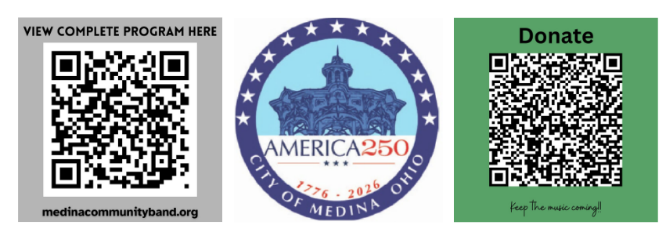 VIEW COMPLETE PROGRAM HERE
medinacommunityband.org
AMERICA250
1776 - 2026
CITY OF MEDINA OHIO
Donate
Keep the music coming!!